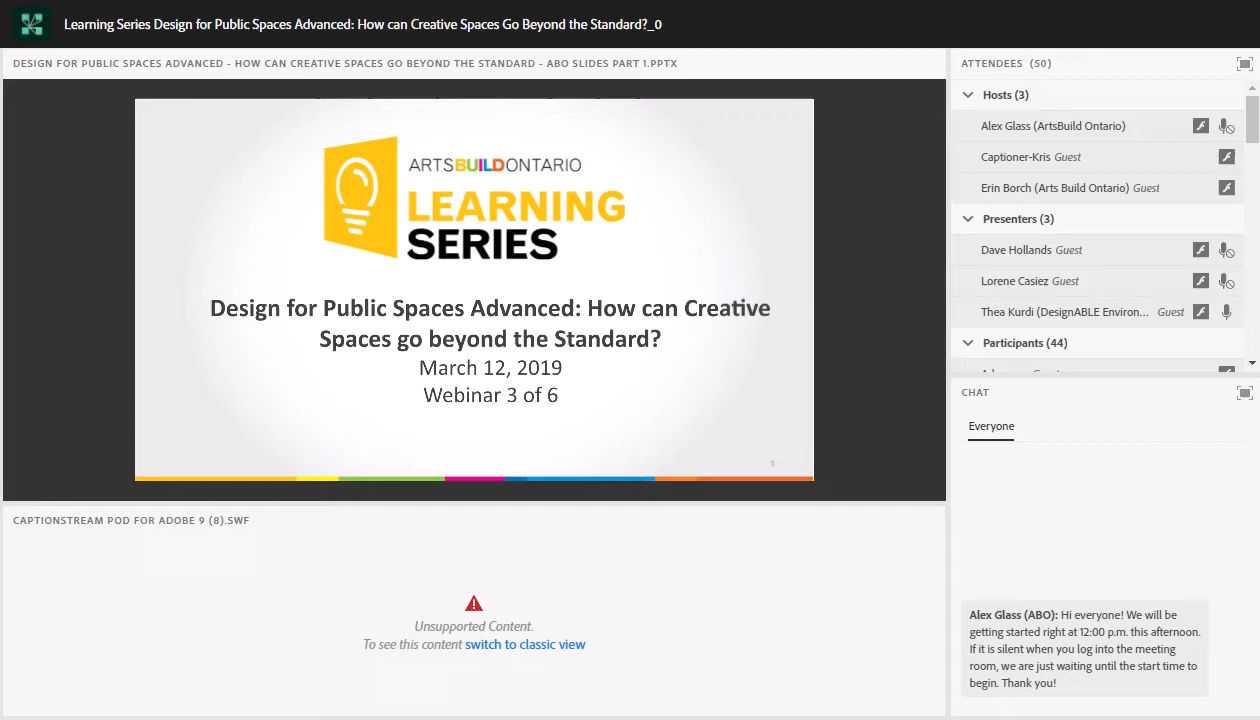 Learning Series Design for Public Spaces Advanced: How can Creative Spaces Go Beyond the Standard?_0
DESIGN FOR PUBLIC SPACES ADVANCED - HOW CAN CREATIVE SPACES GO BEYOND THE STANDARD - ABO SLIDES PART 1.PPTX
ARTSBUILDONTARIO
LEARNING
SERIES
Design for Public Spaces Advanced: How can Creative
Spaces go beyond the Standard?
March 12, 2019
Webinar 3 of 6
1
CAPTIONSTREAM POD FOR ADOBE 9 (8).SWF
Unsupported Content.
To see this content switch to classic view
ATTENDEES (50)
Hosts (3)
Alex Glass (ArtsBuild Ontario)
Captioner-Kris Guest
Erin Borch (Arts Build Ontario) Guest
Presenters (3)
Dave Hollands Guest
Lorene Casiez Guest
Thea Kurdi (DesignABLE Environ... Guest
Participants (44)
CHAT
Everyone
Alex Glass (ABO): Hi everyone! We will be
getting started right at 12:00 p.m. this afternoon.
If it is silent when you log into the meeting
room, we are just waiting until the start time to
begin. Thank you!